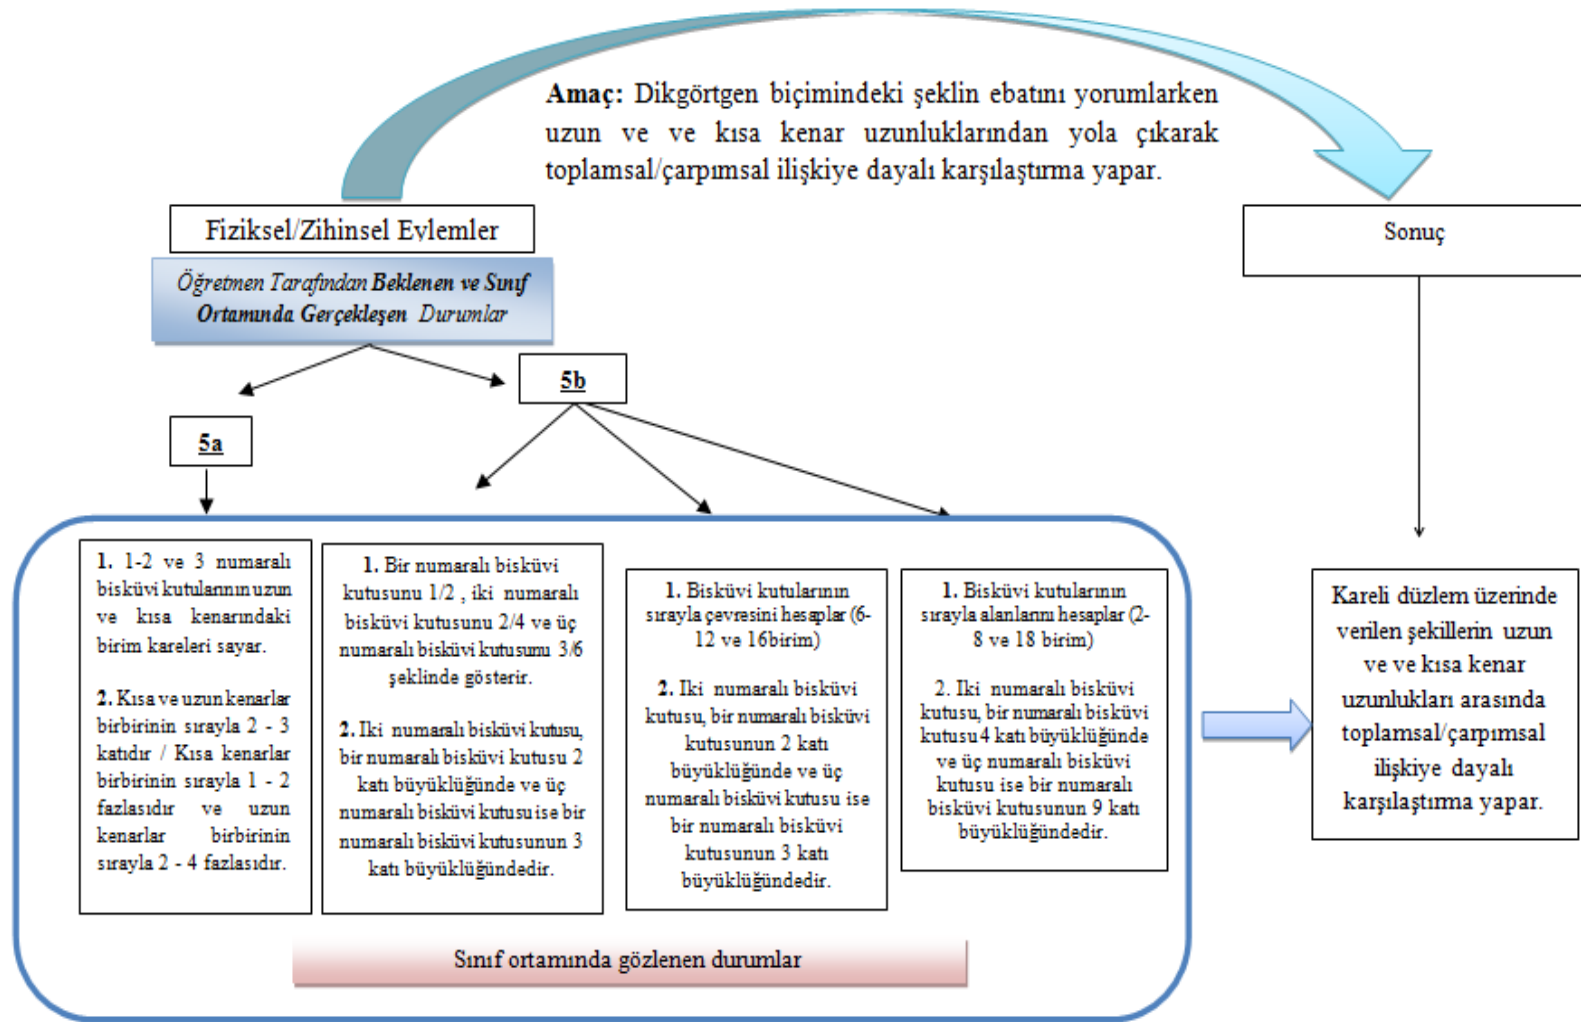 Amaç: Dikgörtgen biçimindeki şeklin ebatını yorumlarken
uzun ve ve kısa kenar uzunluklarından yola çıkarak
toplamsal/çarpımsal ilişkiye dayalı karşılaştırma yapar.
Fiziksel/Zihinsel Eylemler
Sonuç
Öğretmen Tarafından Beklenen ve Sınıf
Ortamında Gerçekleşen Durumlar
5b
5a
1. 1-2 ve 3 numaralı
bisküvi kutularının uzun
ve kısa kenarındaki
birim kareleri sayar.
2. Kısa ve uzun kenarlar
birbirinin sırayla 2 - 3
katıdır / Kısa kenarlar
birbirinin sırayla 1 - 2
fazlasıdır ve uzun
kenarlar birbirinin
sırayla 2 - 4 fazlasıdır.
1. Bir numaralı bisküvi
kutusunu 1/2 , iki numaralı
bisküvi kutusunu 2/4 ve üç
numaralı bisküvi kutusunu 3/6
şeklinde gösterir.
2. Iki numaralı bisküvi kutusu,
bir numaralı bisküvi kutusu 2
katı büyüklüğünde ve üç
numaralı bisküvi kutusu ise bir
numaralı bisküvi kutusunun 3
katı büyüklüğündedir.
1. Bisküvi kutularının
sırayla çevresini hesaplar (6-
12 ve 16birim)
2. Iki numaralı bisküvi
kutusu, bir numaralı bisküvi
kutusunun 2 katı
büyüklüğünde ve üç
numaralı bisküvi kutusu ise
bir numaralı bisküvi
kutusunun 3 katı
büyüklüğündedir.
1. Bisküvi kutularının
sırayla alanlarını hesaplar (2-
8 ve 18 birim)
2. Iki numaralı bisküvi
kutusu, bir numaralı bisküvi
kutusu 4 katı büyüklüğünde
ve üç numaralı bisküvi
kutusu ise bir numaralı
bisküvi kutusunun 9 katı
büyüklüğündedir.
Kareli düzlem üzerinde
verilen şekillerin uzun
ve ve kısa kenar
uzunlukları arasında
toplamsal/çarpımsal
ilişkiye dayalı
karşılaştırma yapar.
Sınıf ortamında gözlenen durumlar